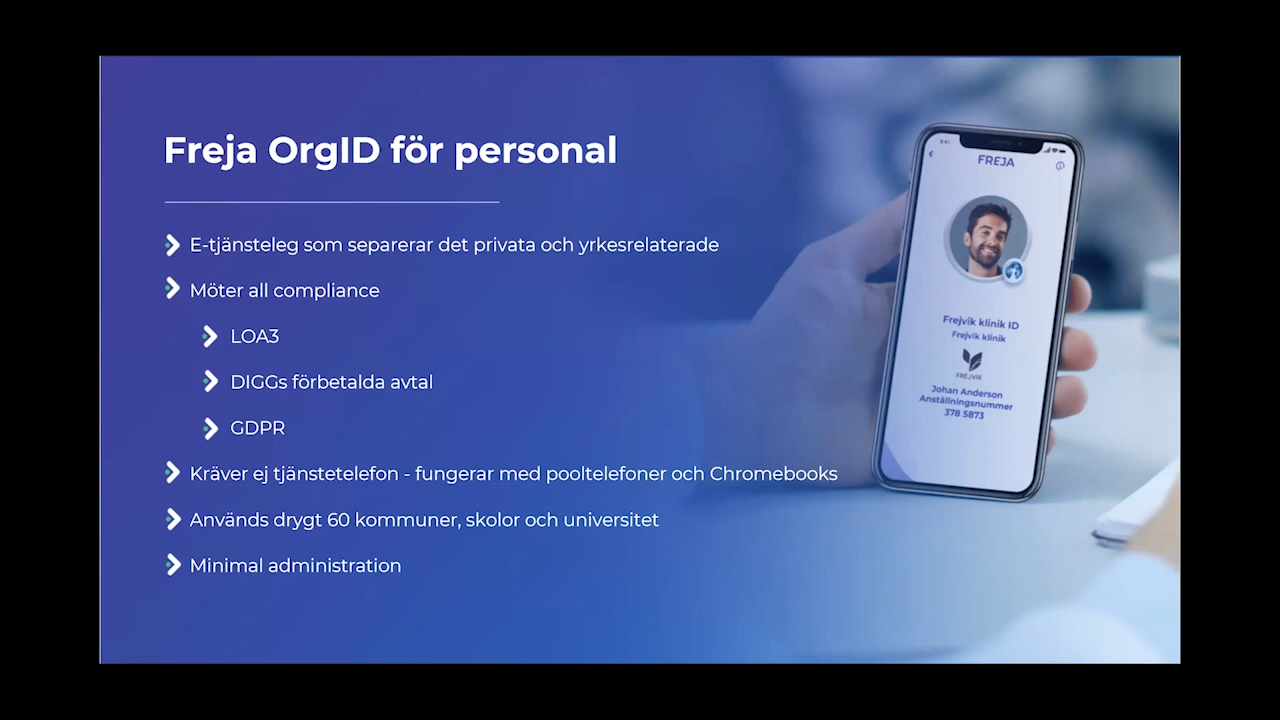 Freja OrgID för personal
E-tjänsteleg som separerar det privata och yrkesrelaterade
Möter all compliance
LOA3
DIGGs förbetalda avtal
GDPR
Kräver ej tjänstetelefon - fungerar med pooltelefoner och Chromebooks
Används drygt 60 kommuner, skolor och universitet
Minimal administration
9:41
FREJA
Frejvik klinik ID
Frejvik klinik
FREJVIK
Johan Anderson
Anställningsnummer
378 5873